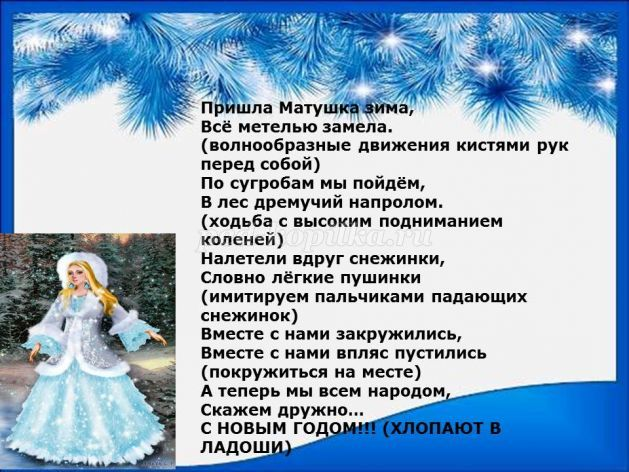 Пришла Матушка зима,
Всё метелью замела.
(волнообразные движения кистями рук
перед собой)
По сугробам мы пойдём,
В лес дремучий напролом.
(ходьба с высоким подниманием
коленей)
Налетели вдруг снежинки,
Словно лёгкие пушинки
(имитируем пальчиками падающих
снежинок)
Вместе с нами закружились,
Вместе с нами впляс пустились
(покружиться на месте)
А теперь мы всем народом,
Скажем дружно…
С НОВЫМ ГОДОМ!!! (ХЛОПАЮТ В
ЛАДОШИ)